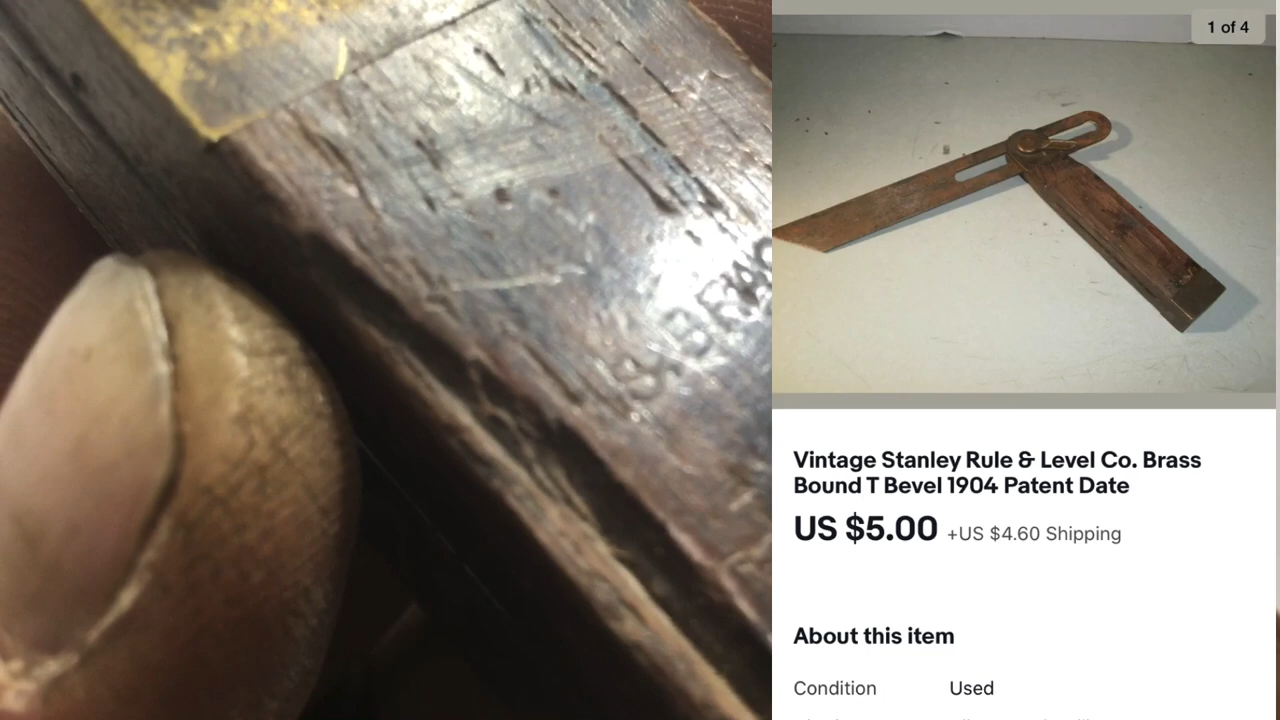 1 of 4
Vintage Stanley Rule & Level Co. Brass
Bound T Bevel 1904 Patent Date
US $5.00 +US $4.60 Shipping
About this item
Condition Used